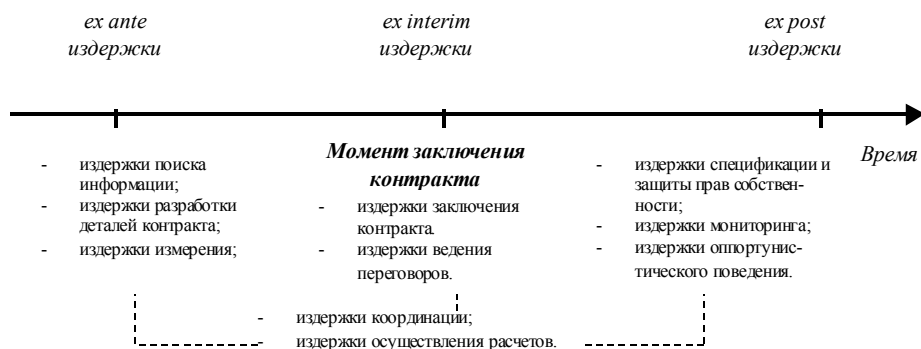 ex ante
издержки
ex interim
издержки
ex post
издержки
Время
- издержки поиска
информации;
- издержки разработки
деталей контракта;
- издержки измерения;
Момент заключения
контракта
- издержки заключения
контракта.
- издержки ведения
переговоров.
- издержки спецификации и
защиты прав собствен-
ности;
- издержки мониторинга;
- издержки оппортунис-
тического поведения.
- издержки координации;
- издержки осуществления расчетов.